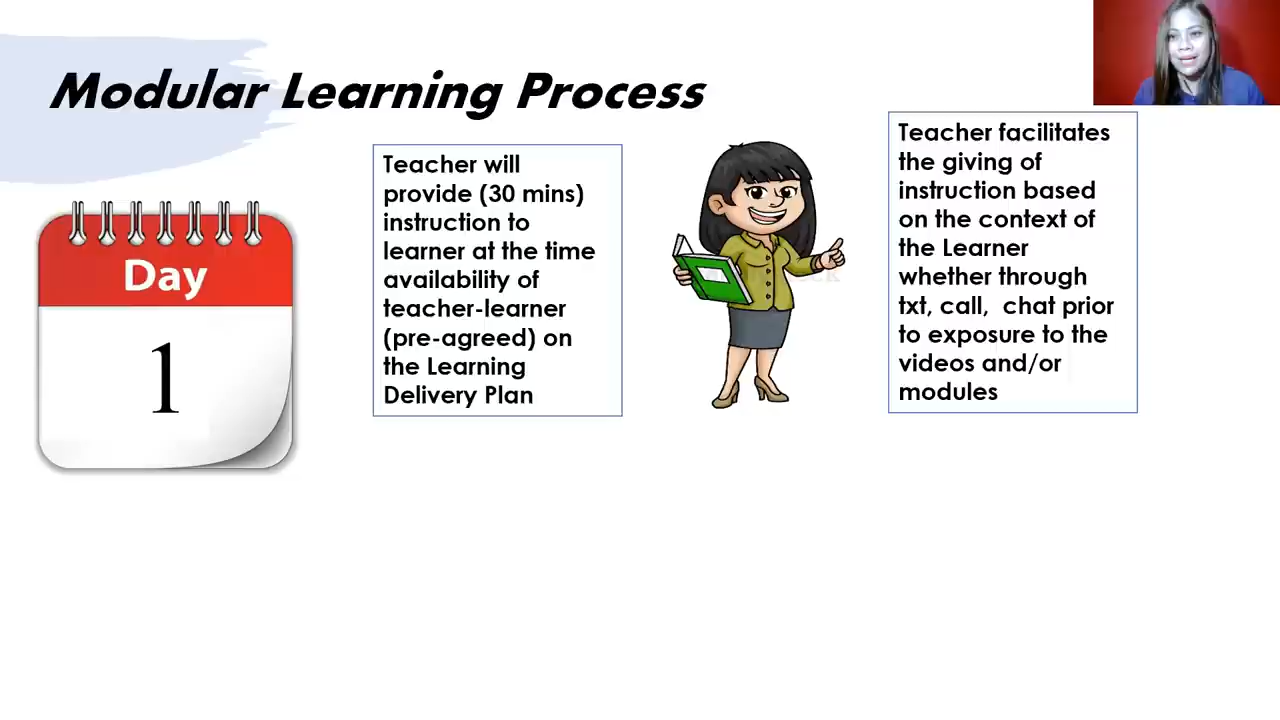 Modular Learning Process
Day
1
Teacher will
provide (30 mins)
instruction to
learner at the time
availability of
teacher-learner
(pre-agreed) on
the Learning
Delivery Plan
Teacher facilitates
the giving of
instruction based
on the context of
the Learner
whether through
txt, call,  chat prior
to exposure to the
videos and/or
modules